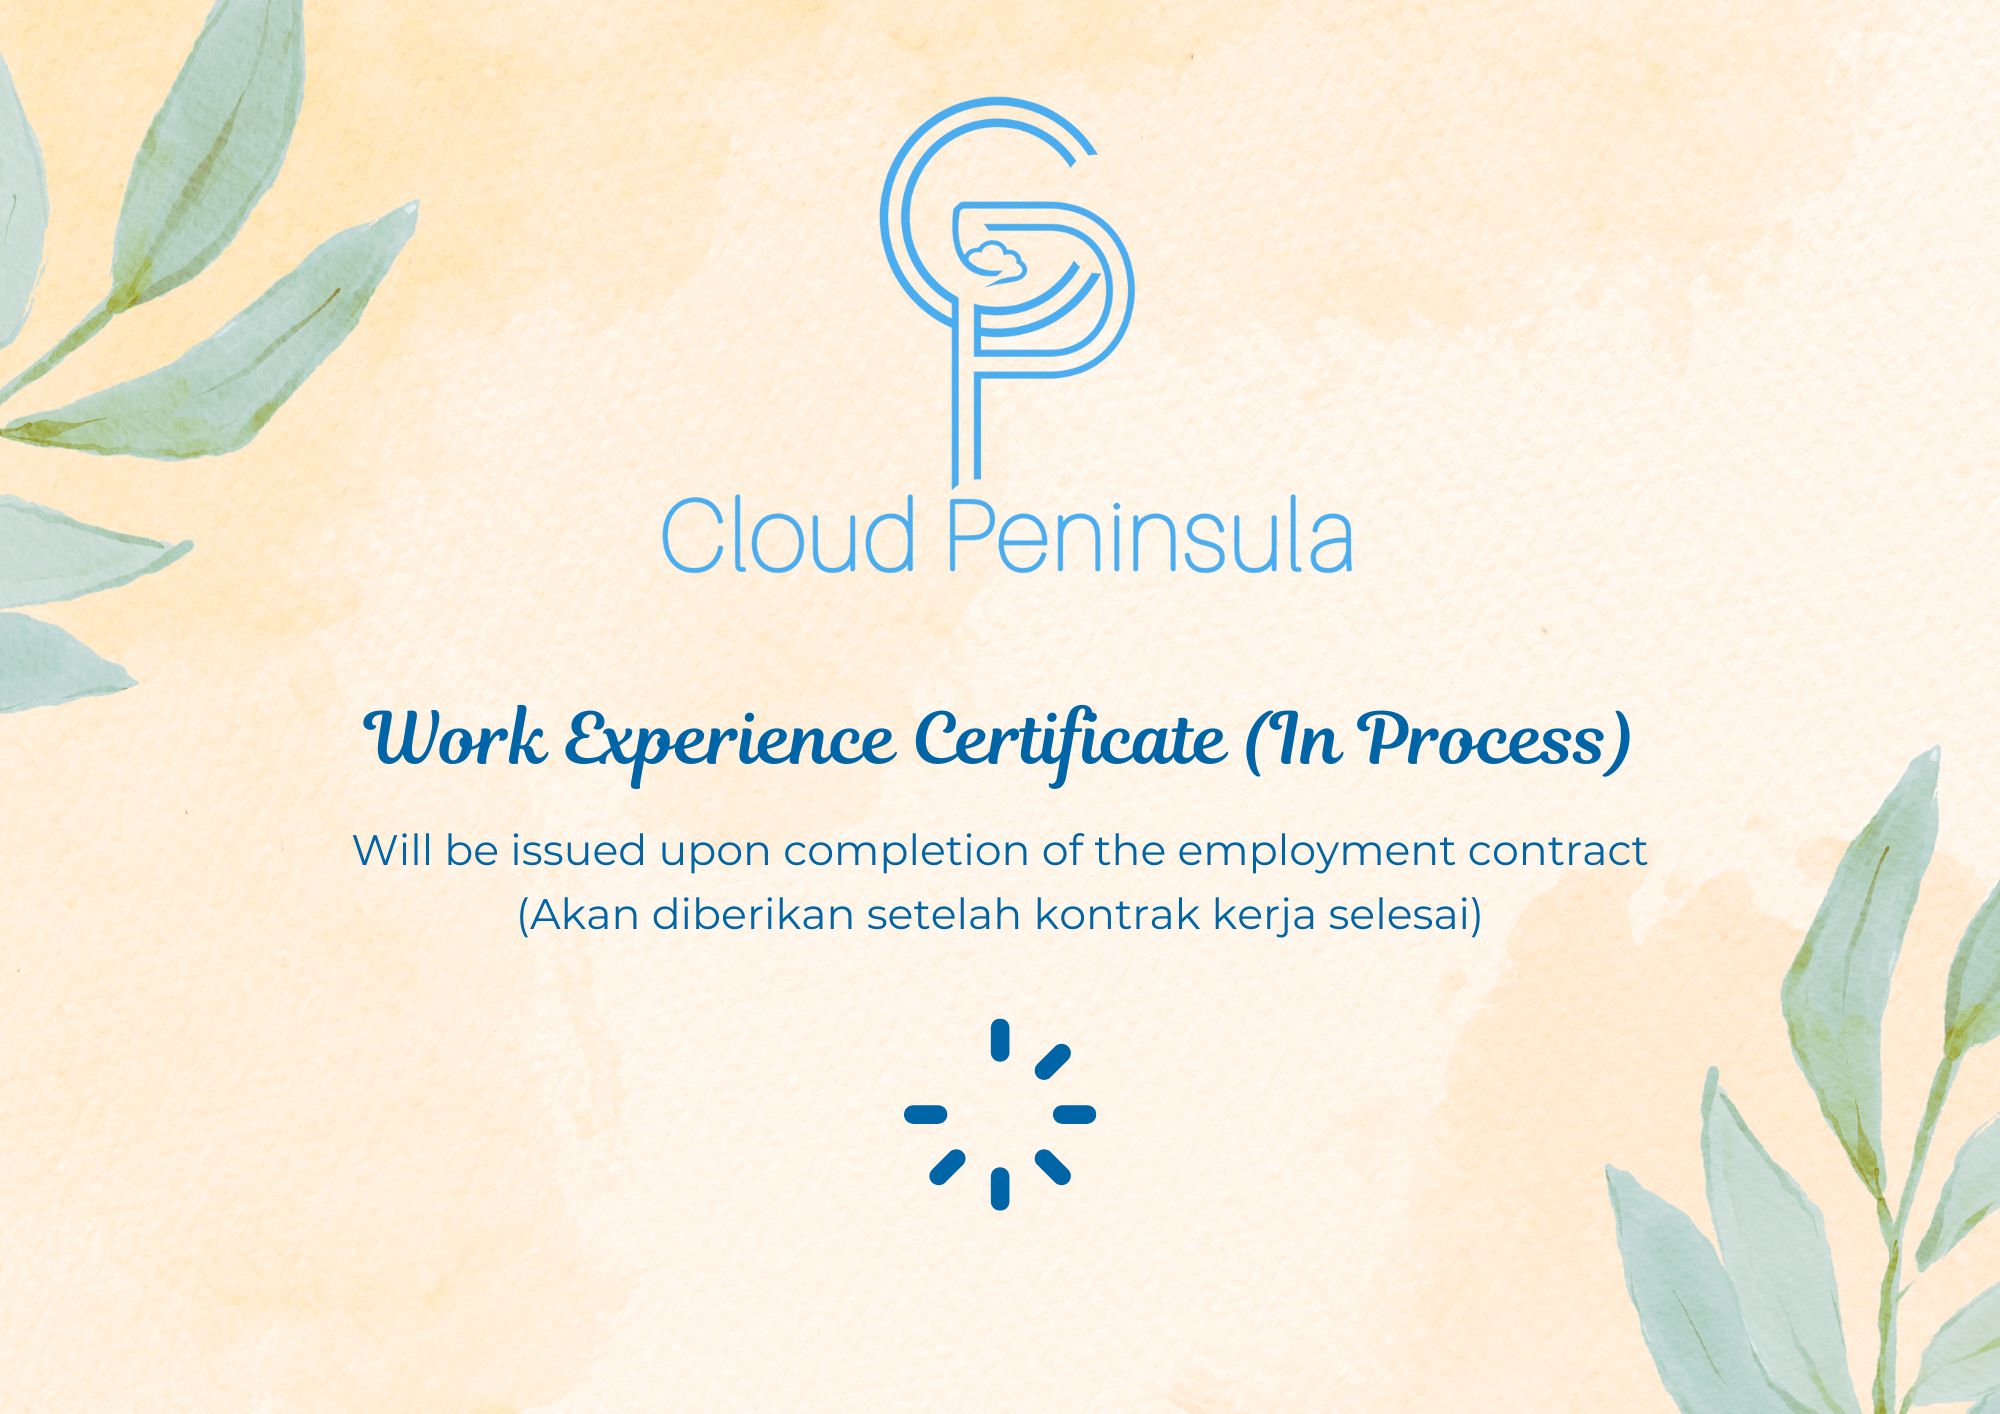 Cloud Peninsula
Work Experience Certificate (In Process)
Will be issued upon completion of the employment contract
(Akan diberikan setelah kontrak kerja selesai)